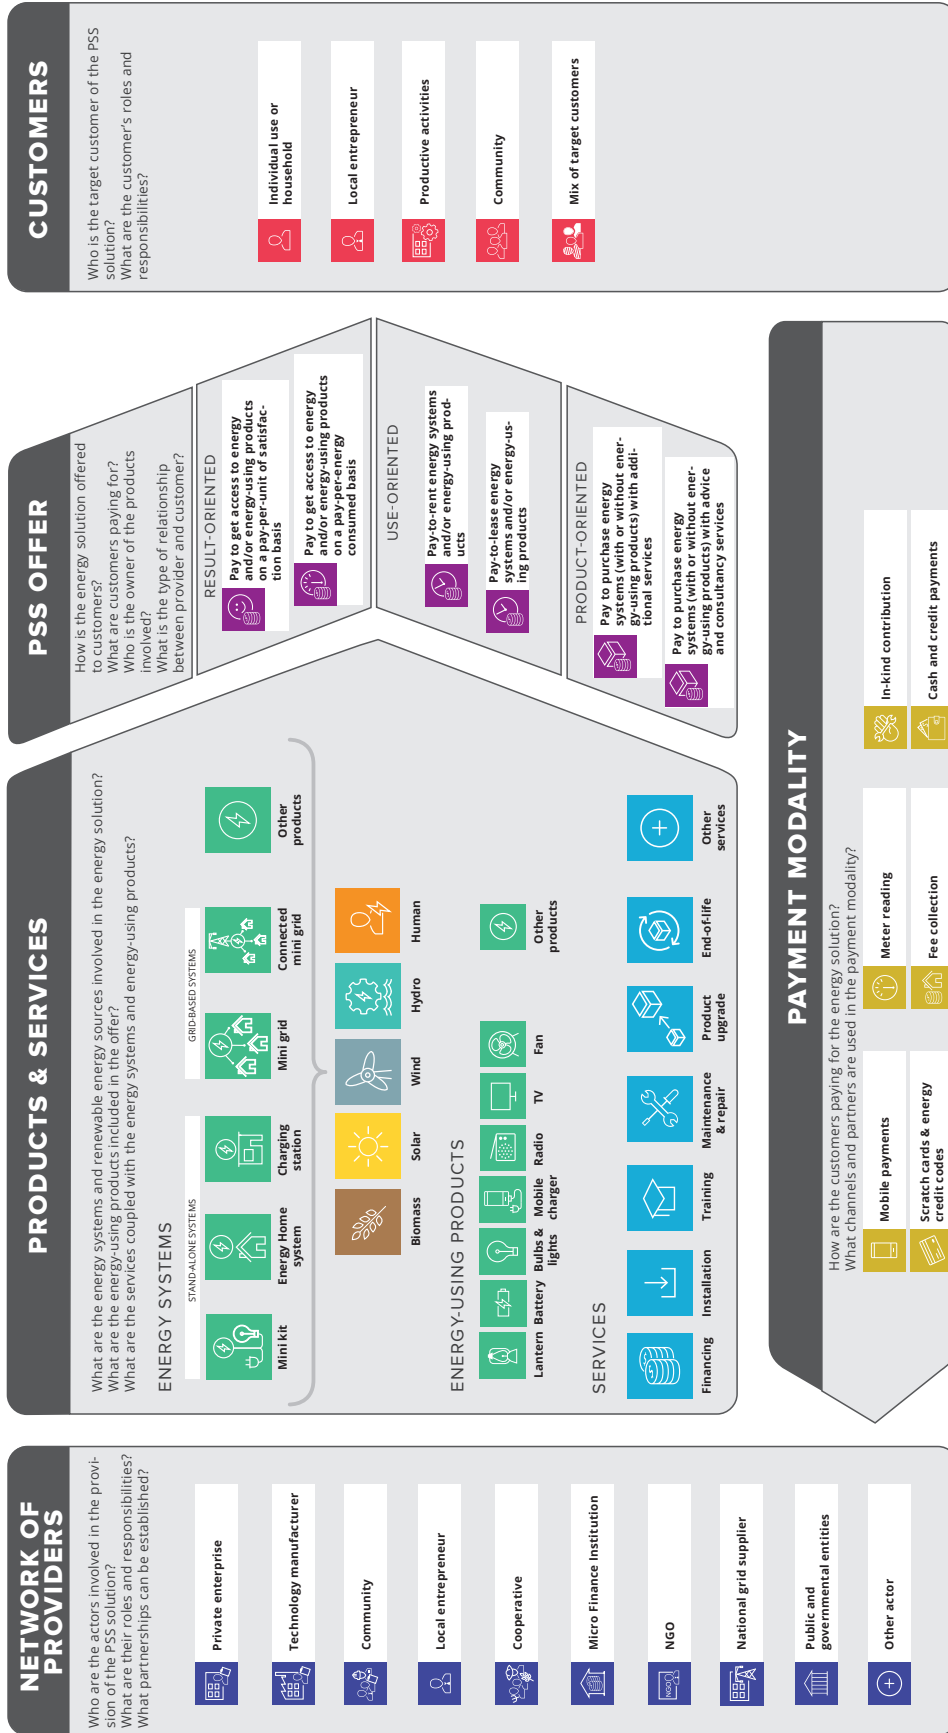 NETWORK OF
PROVIDERS
Who are the actors involved in the provi-
sion of the PSS solution?
What are their roles and responsibilities?
What partnerships can be established?
Private enterprise
Technology manufacturer
Community
Local entrepreneur
Cooperative
Micro Finance Institution
NGO
NGO
National grid supplier
Public and
governmental entities
Other actor
PRODUCTS & SERVICES
What are the energy systems and renewable energy sources involved in the energy solution?
What are the energy-using products included in the offer?
What are the services coupled with the energy systems and energy-using products?
ENERGY SYSTEMS
STAND-ALONE SYSTEMS
GRID-BASED SYSTEMS
Mini kit
Energy Home
system
Charging
station
Mini grid
Connected
mini grid
Other
products
Biomass
Solar
Wind
Hydro
Human
ENERGY-USING PRODUCTS
Lantern
Battery
Bulbs &
lights
Mobile
charger
Radio
TV
Fan
Other
products
SERVICES
Financing
Installation
Training
Maintenance
& repair
Product
upgrade
End-of-life
Other
services
PSS OFFER
How is the energy solution offered
to customers?
What are customers paying for?
Who is the owner of the products
involved?
What is the type of relationship
between provider and customer?
RESULT-ORIENTED
Pay to get access to energy
and/or energy-using products
on a pay-per-unit of satisfac-
tion basis
Pay to get access to energy
and/or energy-using products
on a pay-per-energy
consumed basis
USE-ORIENTED
Pay-to-rent energy systems
and/or energy-using prod-
ucts
Pay-to-lease energy
systems and/or energy-us-
ing products
PRODUCT-ORIENTED
Pay to purchase energy
systems (with or without ener-
gy-using products) with addi-
tional services
Pay to purchase energy
systems (with or without ener-
gy-using products) with advice
and consultancy services
CUSTOMERS
Who is the target customer of the PSS
solution?
What are the customer's roles and
responsibilities?
Individual use or
household
Local entrepreneur
Productive activities
Community
Mix of target customers
PAYMENT MODALITY
How are the customers paying for the energy solution?
What channels and partners are used in the payment modality?
Mobile payments
Scratch cards & energy
credit codes
Meter reading
Fee collection
In-kind contribution
Cash and credit payments